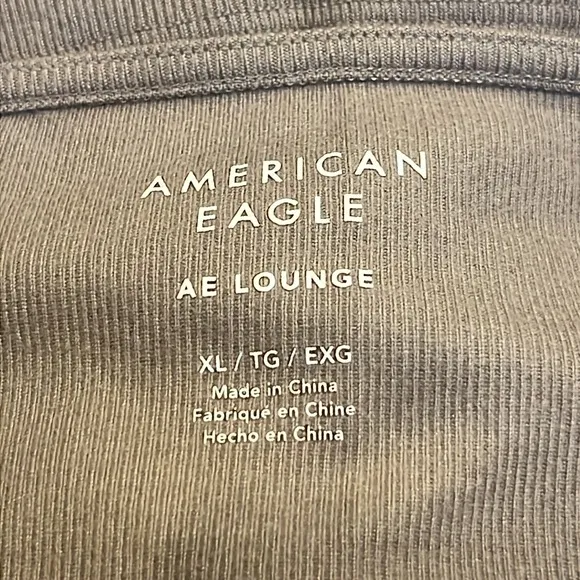 AMERICAN
EAGLE
AE LOUNGE
XL / TG / EXG
Made in China
Fabriqué en Chine
Hecho en China